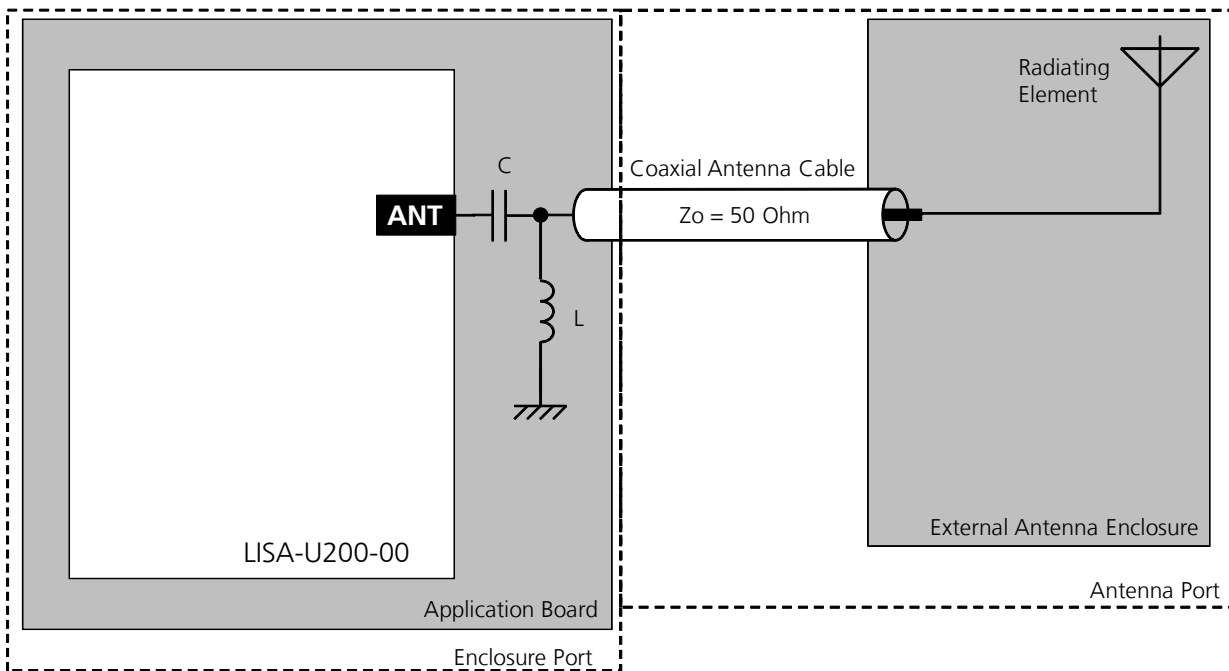 Radiating
Element
C
Coaxial Antenna Cable
ANT
Zo = 50 Ohm
L
External Antenna Enclosure
LISA-U200-00
Antenna Port
Application Board
Enclosure Port